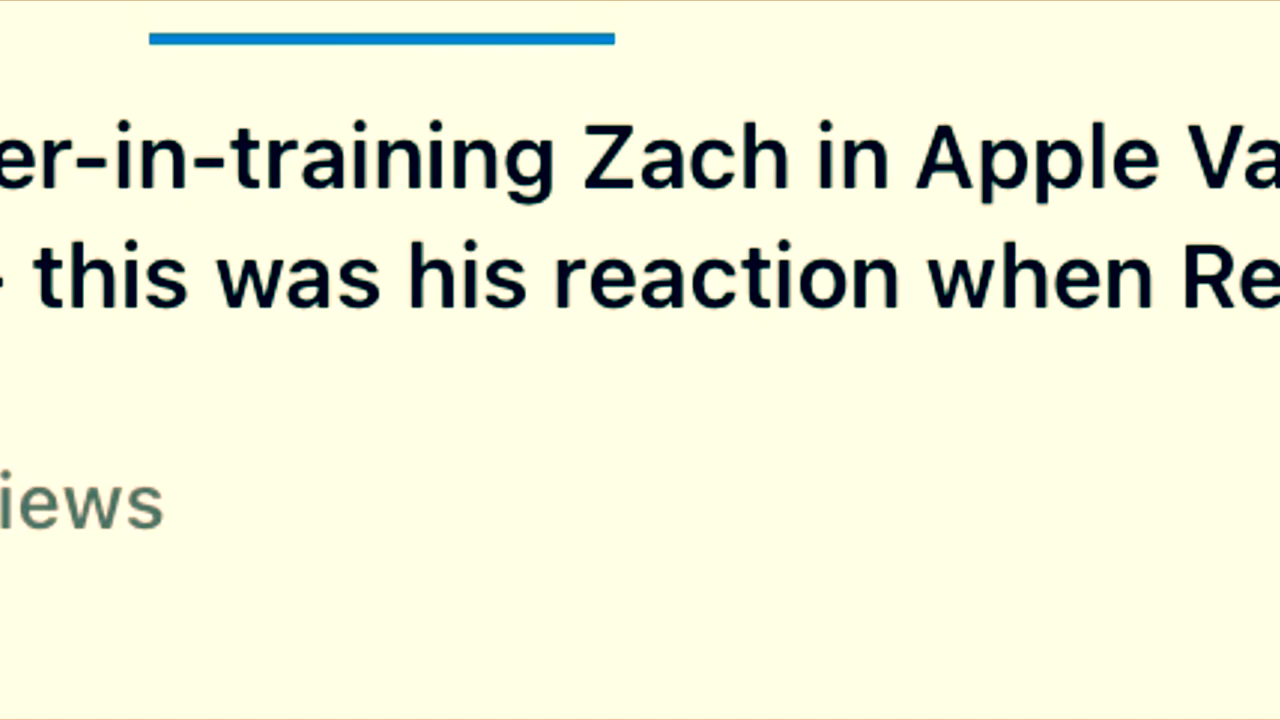 er-in-training Zach in Apple Va
- this was his reaction when Re
iews